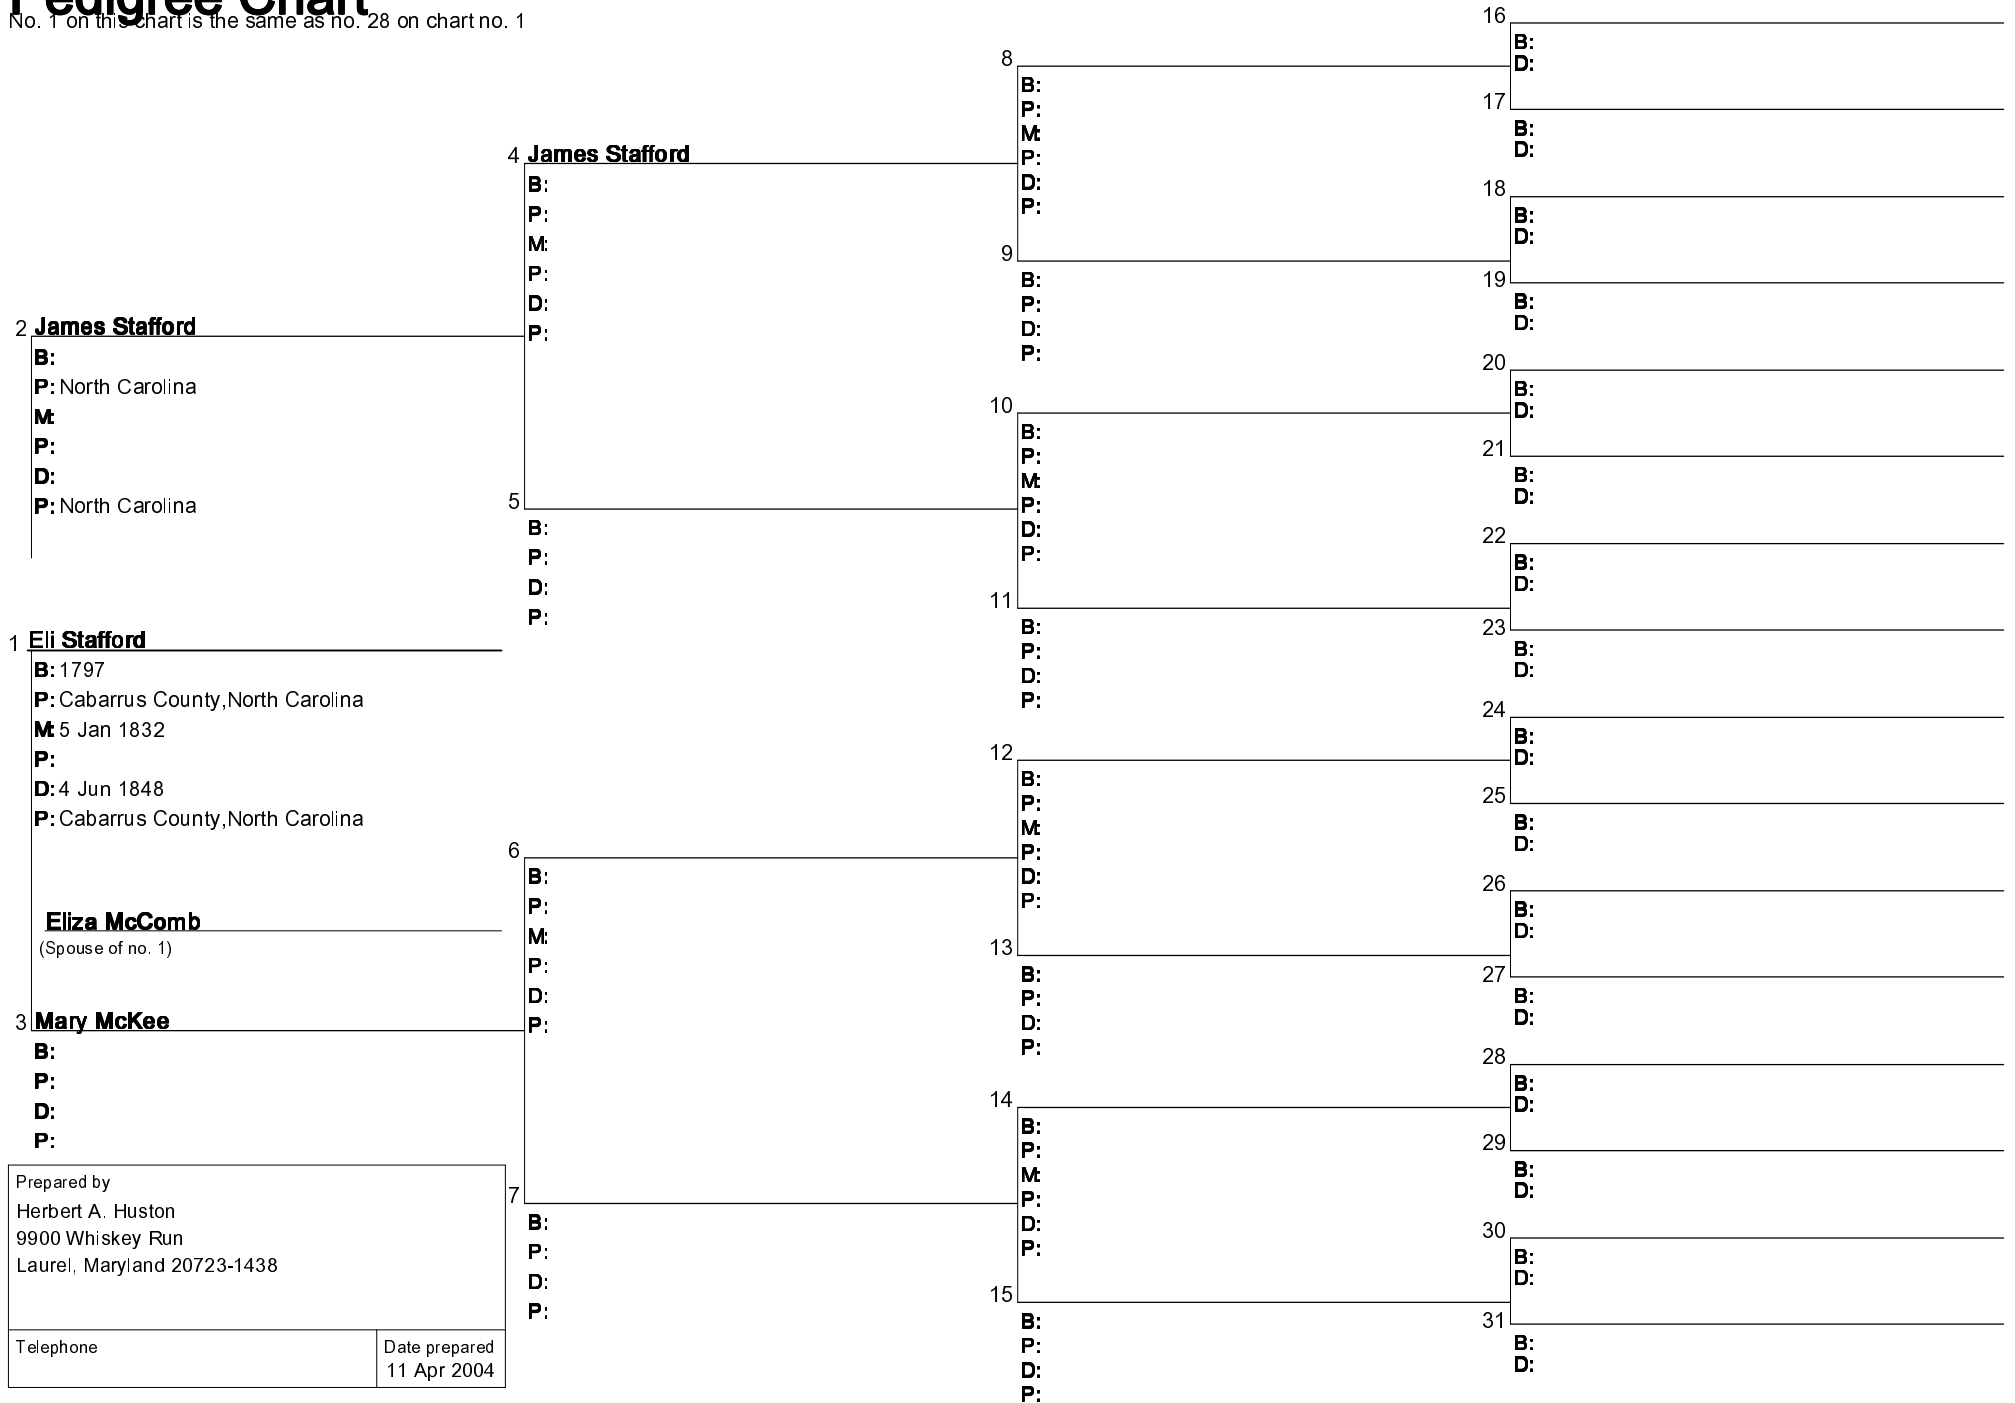 Pedigree Chart
No. 1 on this chart is the same as no. 28 on chart no. 1
2 James Stafford
B:
P: North Carolina
M:
P:
D:
P: North Carolina
1 Eli Stafford
B: 1797
P: Cabarrus County,North Carolina
M: 5 Jan 1832
P:
D: 4 Jun 1848
P: Cabarrus County,North Carolina
Eliza McComb
(Spouse of no. 1)
3 Mary McKee
B:
P:
D:
P:
Prepared by
Herbert A. Huston
9900 Whiskey Run
Laurel, Maryland 20723-1438
Telephone
Date prepared
11 Apr 2004
4 James Stafford
B:
P:
M:
P:
D:
P:
5
B:
P:
D:
P:
6
B:
P:
M:
P:
D:
P:
7
B:
P:
D:
P:
8
B:
P:
M:
P:
D:
P:
9
B:
P:
D:
P:
10
B:
P:
M:
P:
D:
P:
11
B:
P:
D:
P:
12
B:
P:
M:
P:
D:
P:
13
B:
P:
D:
P:
14
B:
P:
M:
P:
D:
P:
15
B:
P:
D:
P:
16
B:
D:
17
B:
D:
18
B:
D:
19
B:
D:
20
B:
D:
21
B:
D:
22
B:
D:
23
B:
D:
24
B:
D:
25
B:
D:
26
B:
D:
27
B:
D:
28
B:
D:
29
B:
D:
30
B:
D:
31
B:
D: